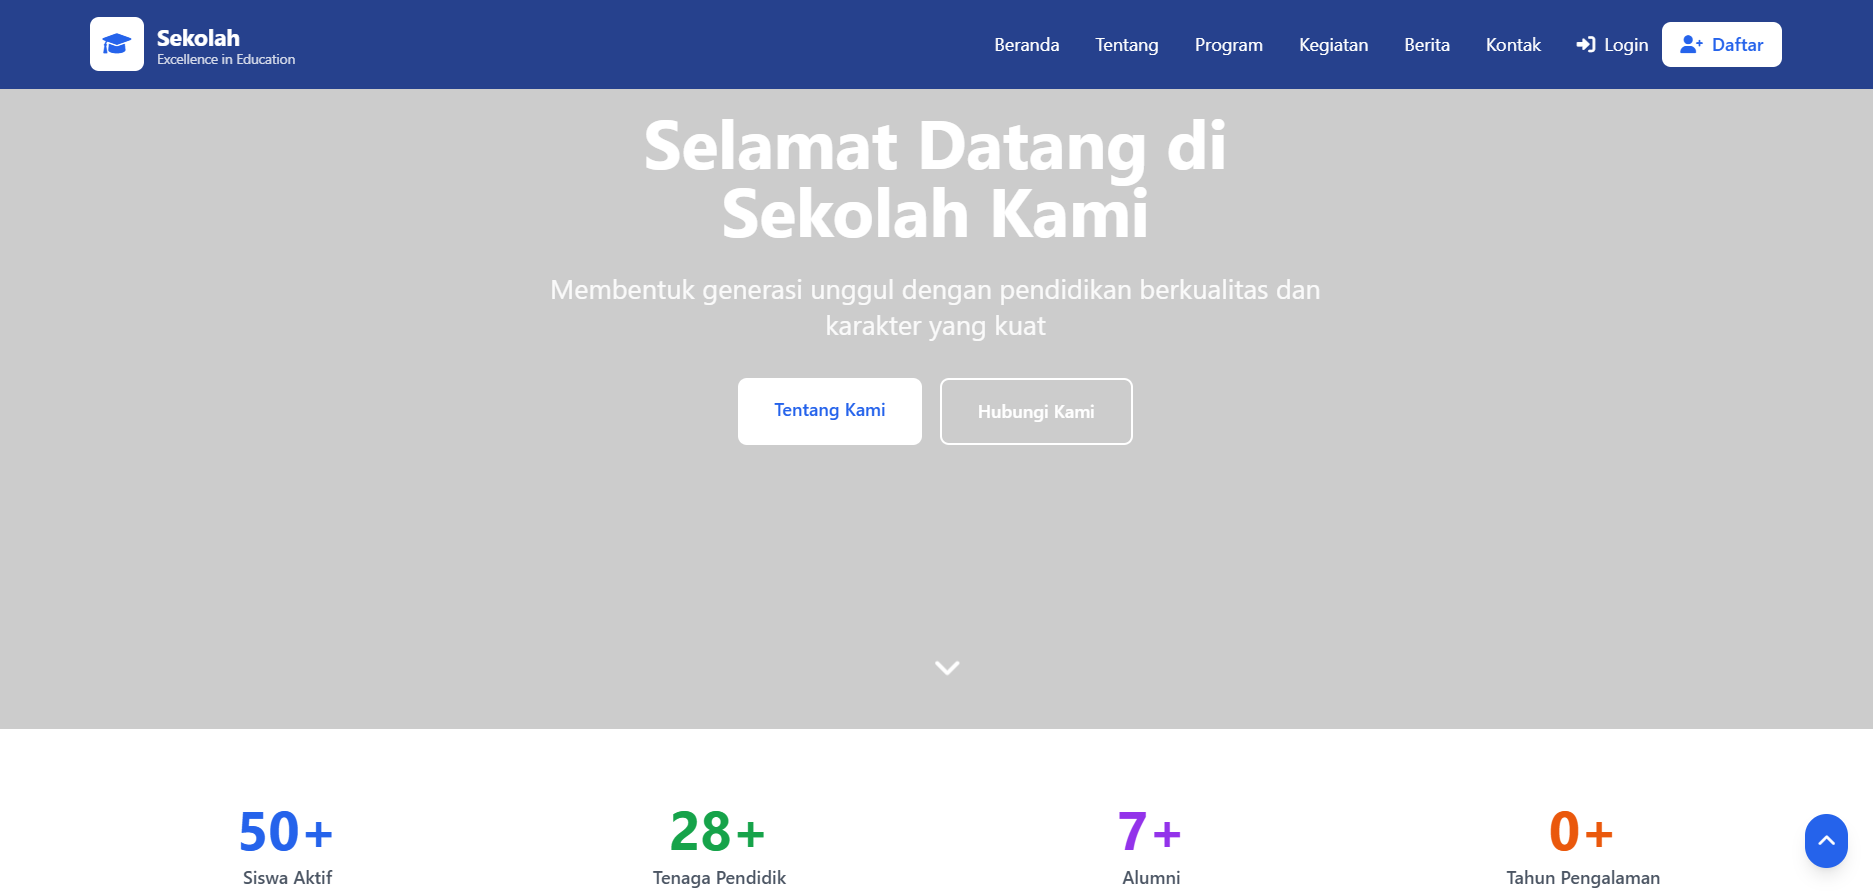 Sekolah
Excellence in Education
Beranda
Tentang
Program
Kegiatan
Berita
Kontak
Login
Daftar
Selamat Datang di
Sekolah Kami
Membentuk generasi unggul dengan pendidikan berkualitas dan
karakter yang kuat
Tentang Kami
Hubungi Kami
50+
Siswa Aktif
28+
Tenaga Pendidik
7+
Alumni
0+
Tahun Pengalaman